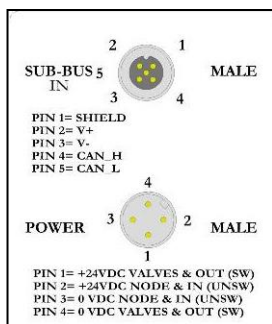 2 1
SUB-BUS 5 MALE
IN
3 4
PIN 1= SHIELD
PIN 2= V+
PIN 3= V-
PIN 4= CAN_H
PIN 5= CAN_L
4
POWER 3 2 MALE
1
PIN 1= +24VDC VALVES & OUT (SW)
PIN 2= +24VDC NODE & IN (UNSW)
PIN 3= 0 VDC NODE & IN (UNSW)
PIN 4= 0 VDC VALVES & OUT (SW)